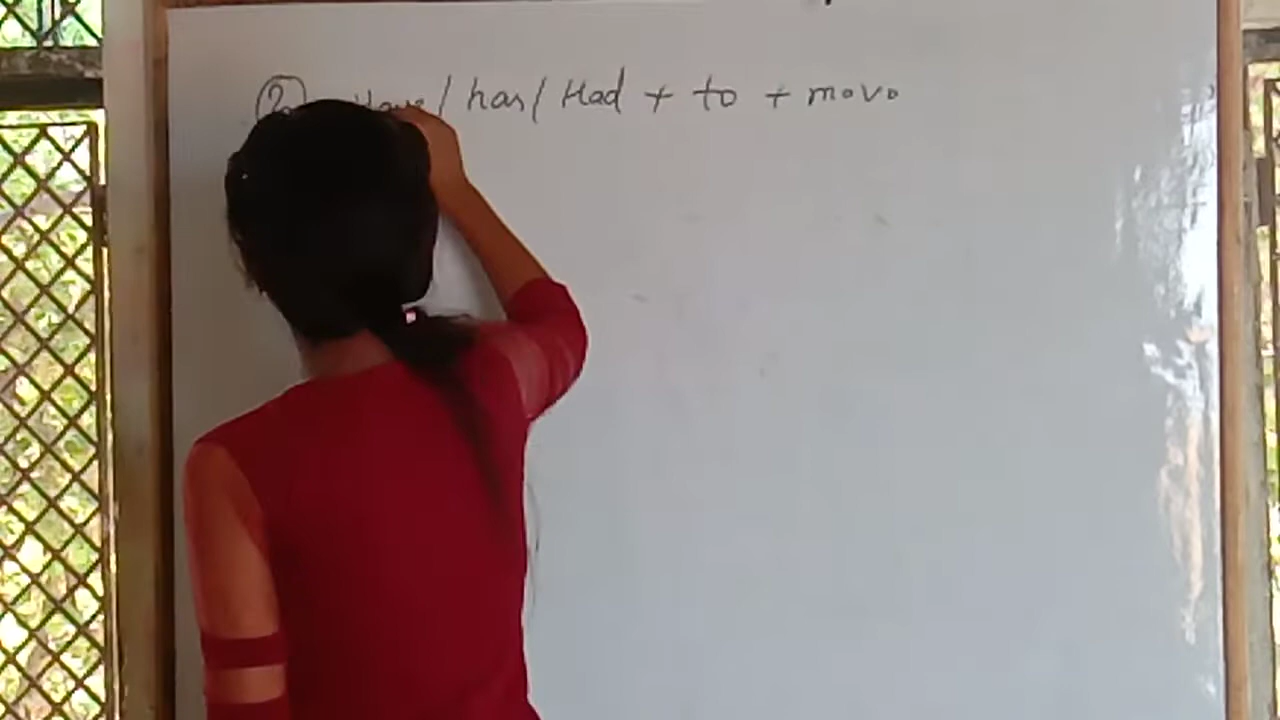 ② Have / has / Had + to + movo